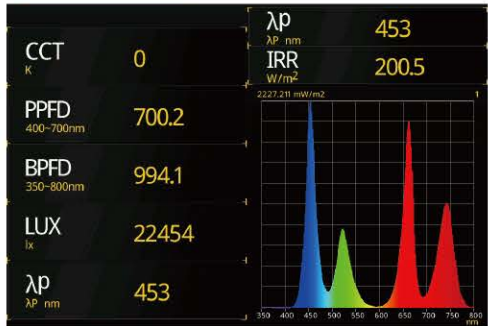 CCT
K
0
PPFD
400~700nm
700.2
BPFD
350~800nm
994.1
LUX
lx
22454
λp
λP nm
453
λp
λP nm
453
IRR
W/m²
200.5
2227.211 mW/m2
1
350 400 450 500 550 600 650 700 750 800
nm